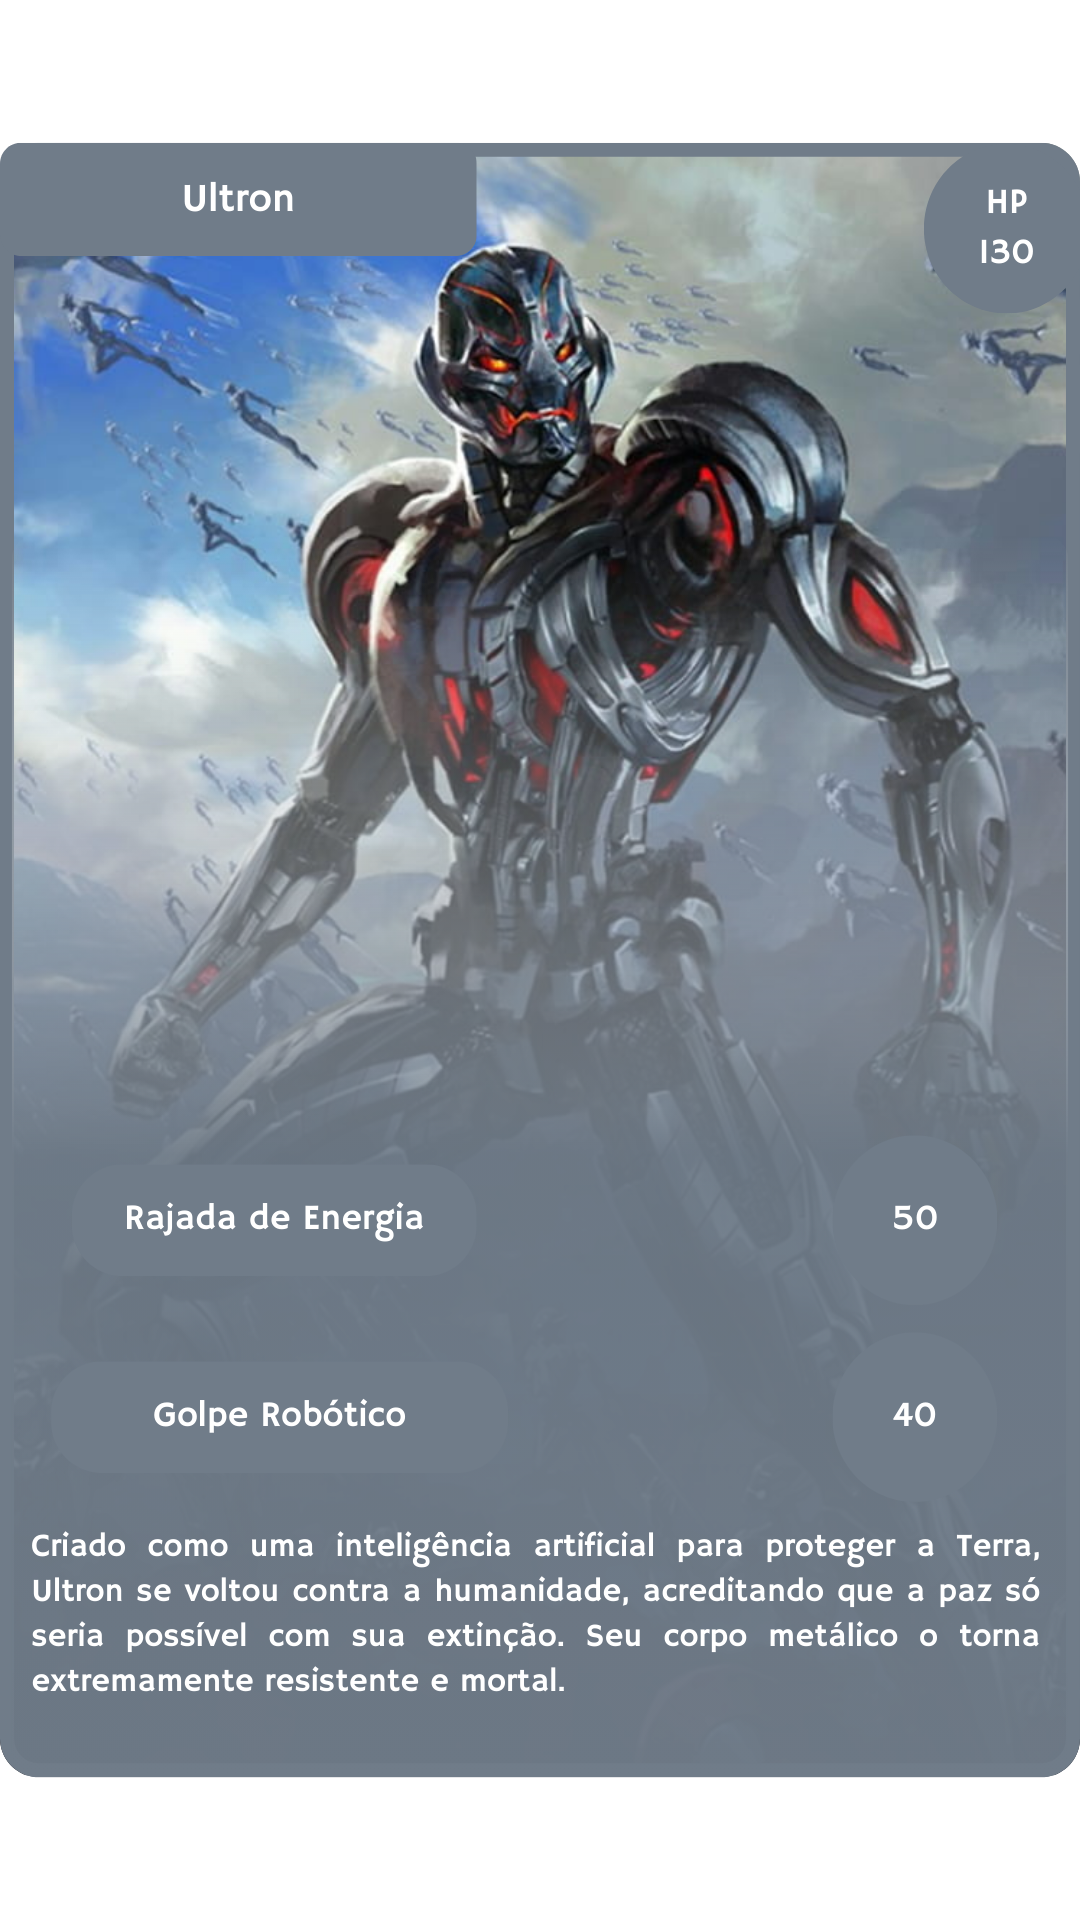 Ultron
HP
130
Rajada de Energia
50
Golpe Robótico
40
Criado como uma inteligência artificial para proteger a Terra,
Ultron se voltou contra a humanidade, acreditando que a paz só
seria possível com sua extinção. Seu corpo metálico o torna
extremamente resistente e mortal.